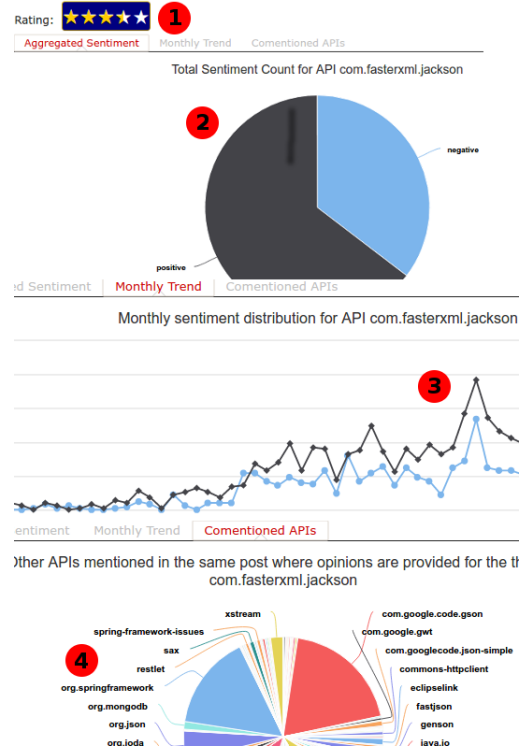 Rating:
1
Aggregated Sentiment Monthly Trend Comentioned APIs
Total Sentiment Count for API com.fasterxml.jackson
2
negative
positive
ed Sentiment Monthly Trend Comentioned APIs
Monthly sentiment distribution for API com.fasterxml.jackson
3
entiment Monthly Trend Comentioned APIs
Other APIs mentioned in the same post where opinions are provided for the th
com.fasterxml.jackson
xstream com.google.code.gson
spring-framework-issues com.google.gwt
sax com.googlecode.json-simple
4 restlet commons-httpclient
org.springframework eclipselink
org.mongodb fastjson
org.json genson
org.joda java.io